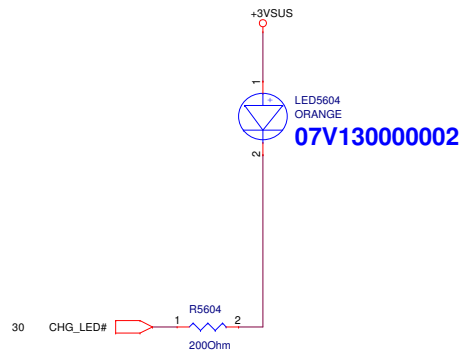 +3VSUS
1
+
LED5604
ORANGE
07V130000002
2
R5604
30 CHG_LED# 1 2
200Ohm